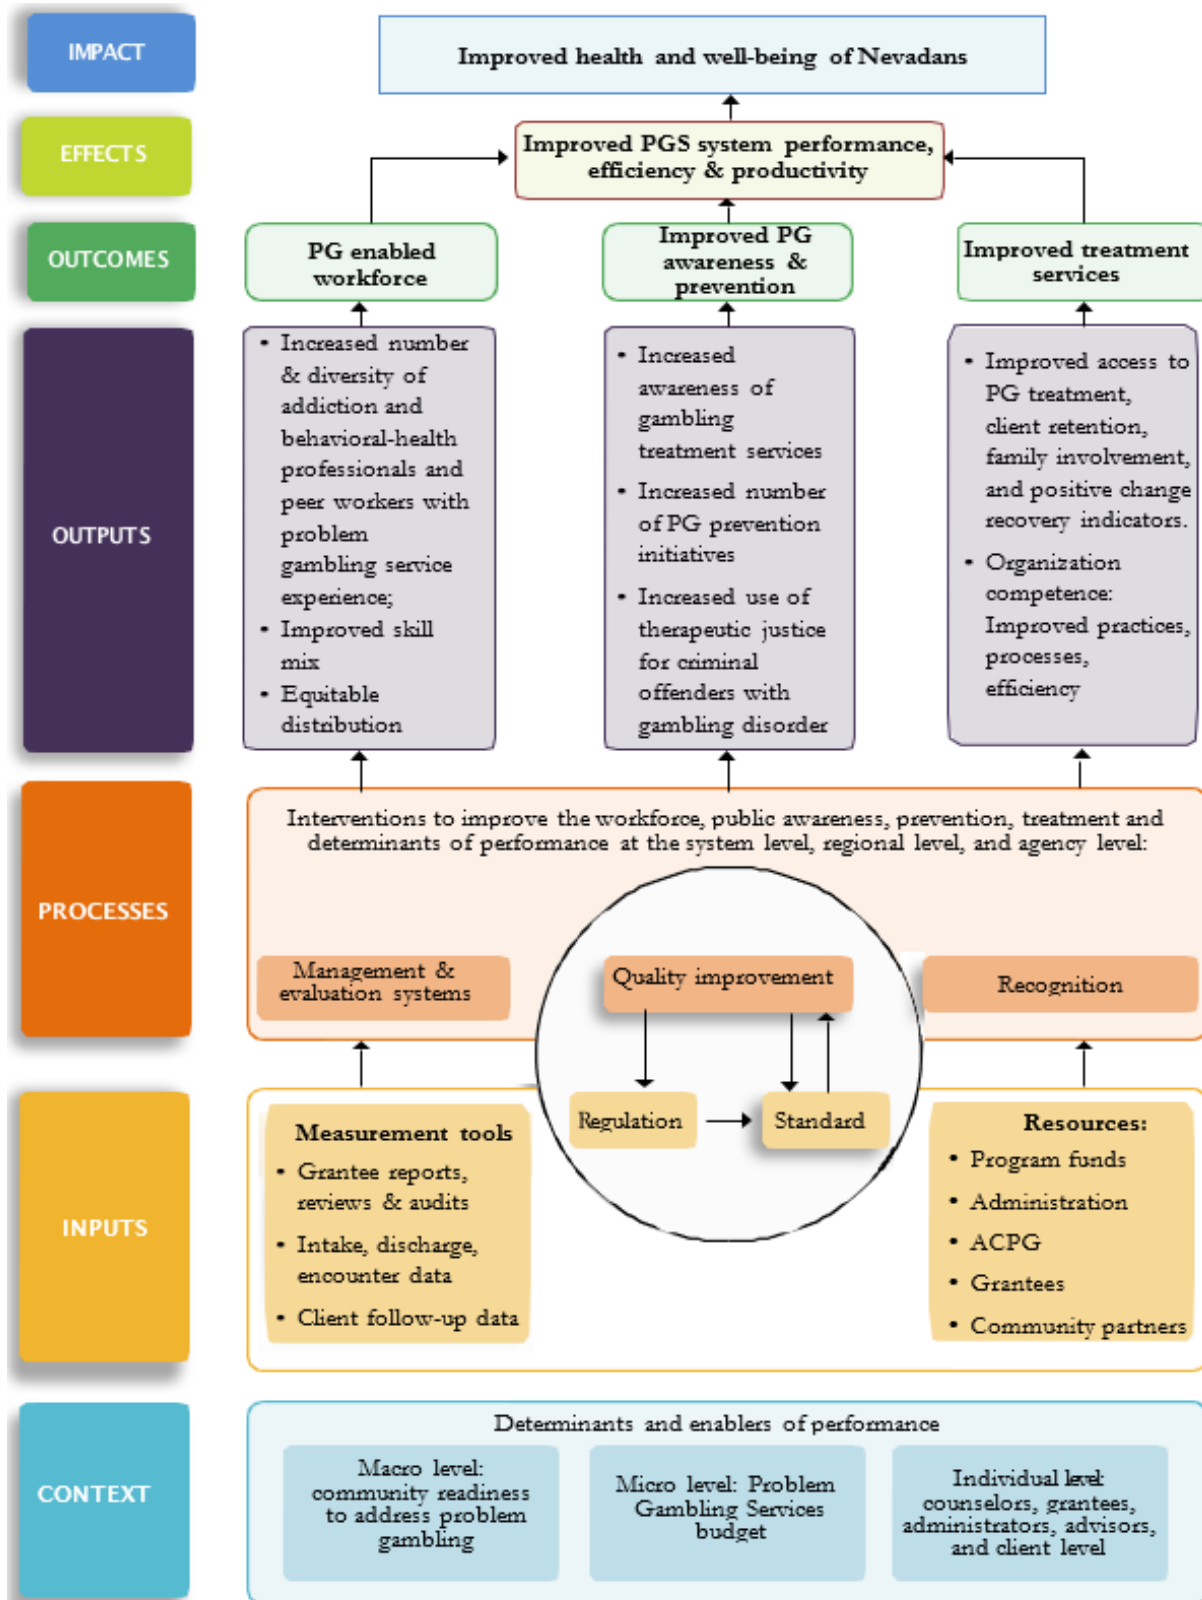 IMPACT
Improved health and well-being of Nevadans
EFFECTS
Improved PGS system performance,
efficiency & productivity
OUTCOMES
PG enabled
workforce
Improved PG
awareness &
prevention
Improved treatment
services
OUTPUTS
• Increased number
& diversity of
addiction and
behavioral-health
professionals and
peer workers with
problem
gambling service
experience;
• Improved skill
mix
• Equitable
distribution
• Increased
awareness of
gambling
treatment services
• Increased number
of PG prevention
initiatives
• Increased use of
therapeutic justice
for criminal
offenders with
gambling disorder
• Improved access to
PG treatment,
client retention,
family involvement,
and positive change
recovery indicators.
• Organization
competence:
Improved practices,
processes,
efficiency
PROCESSES
Interventions to improve the workforce, public awareness, prevention, treatment and
determinants of performance at the system level, regional level, and agency level:
Management &
evaluation systems
Quality improvement
Recognition
INPUTS
Measurement tools
• Grantee reports,
reviews & audits
• Intake, discharge,
encounter data
• Client follow-up data
Regulation
Standard
Resources:
• Program funds
• Administration
• ACPG
• Grantees
• Community partners
CONTEXT
Determinants and enablers of performance
Macro level:
community readiness
to address problem
gambling
Micro level: Problem
Gambling Services
budget
Individual level:
counselors, grantees,
administrators, advisors,
and client level